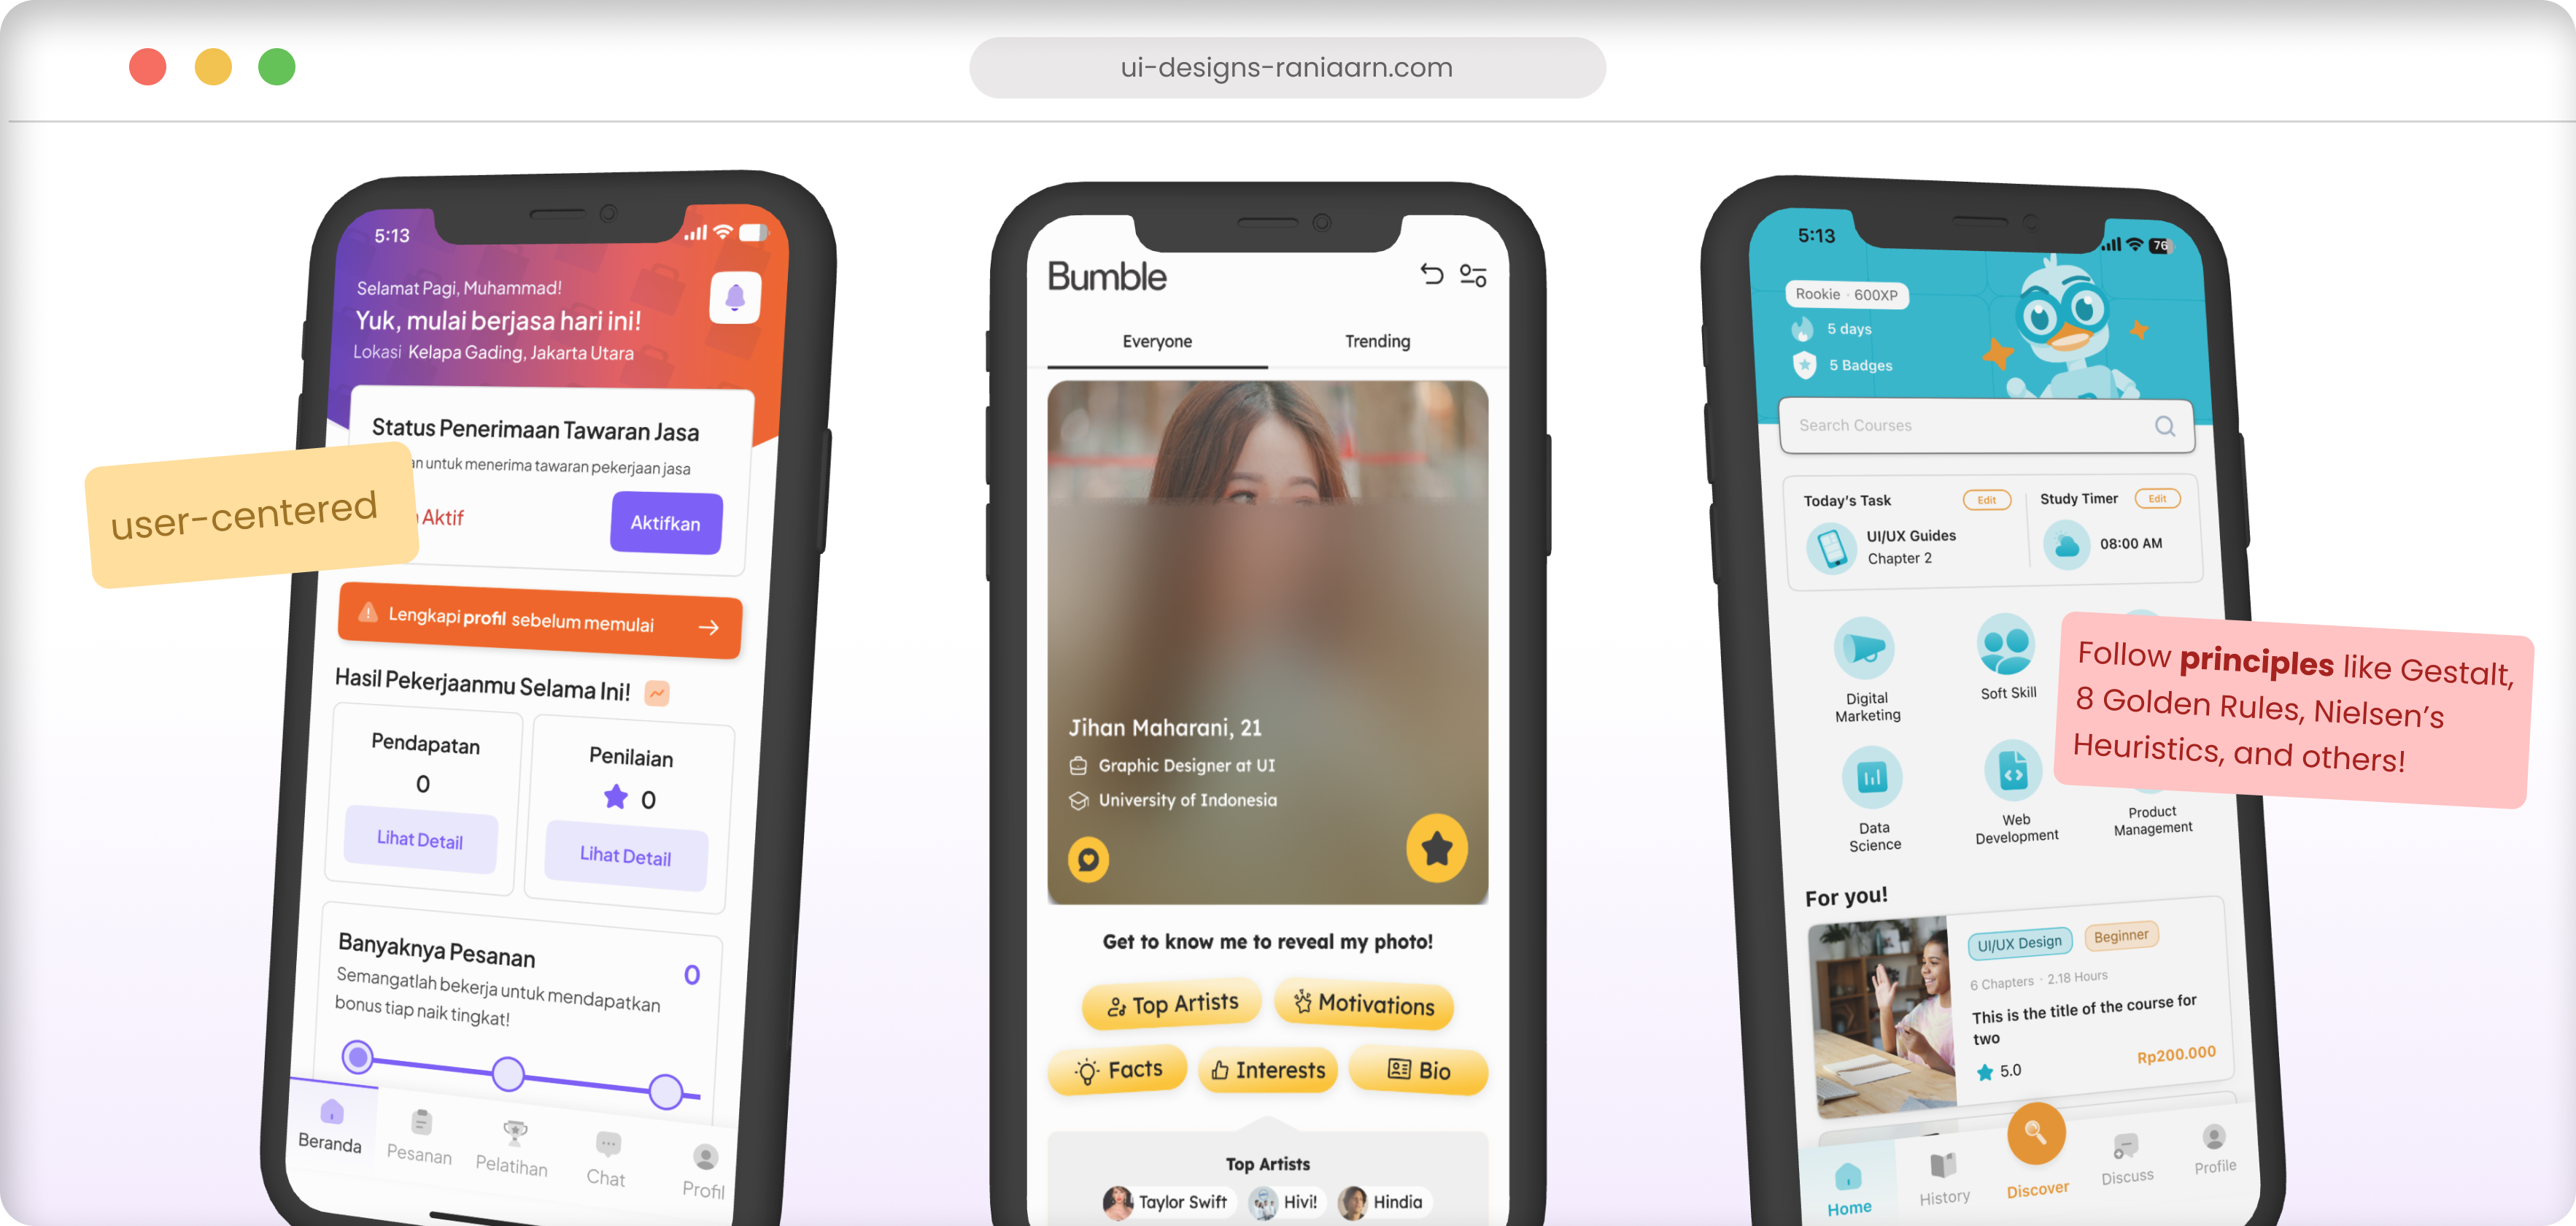 ui-designs-raniaarn.com
5:13
Selamat Pagi, Muhammad!
Yuk, mulai berjasa hari ini!
Lokasi Kelapa Gading, Jakarta Utara
Status Penerimaan Tawaran Jasa
untuk menerima tawaran pekerjaan jasa
Aktif
Aktifkan
user-centered
Lengkapi profil sebelum memulai
Hasil Pekerjaanmu Selama Ini!
Pendapatan
0
Lihat Detail
Penilaian
0
Lihat Detail
Banyaknya Pesanan
0
Semangatlah bekerja untuk mendapatkan
bonus tiap naik tingkat!
Beranda
Pesanan
Pelatihan
Chat
Profil
Bumble
Everyone
Trending
Jihan Maharani, 21
Graphic Designer at UI
University of Indonesia
Get to know me to reveal my photo!
Top Artists
Motivations
Facts
Interests
Bio
Top Artists
Taylor Swift
Hivi!
Hindia
5:13
76
Rookie · 600XP
5 days
5 Badges
Search Courses
Today's Task
Edit
UI/UX Guides
Chapter 2
Study Timer
Edit
08:00 AM
Digital
Marketing
Soft Skill
Follow principles like Gestalt,
8 Golden Rules, Nielsen's
Heuristics, and others!
Data
Science
Web
Development
Product
Management
For you!
UI/UX Design
Beginner
6 Chapters · 2.18 Hours
This is the title of the course for
two
5.0
Rp200.000
Home
History
Discover
Discuss
Profile